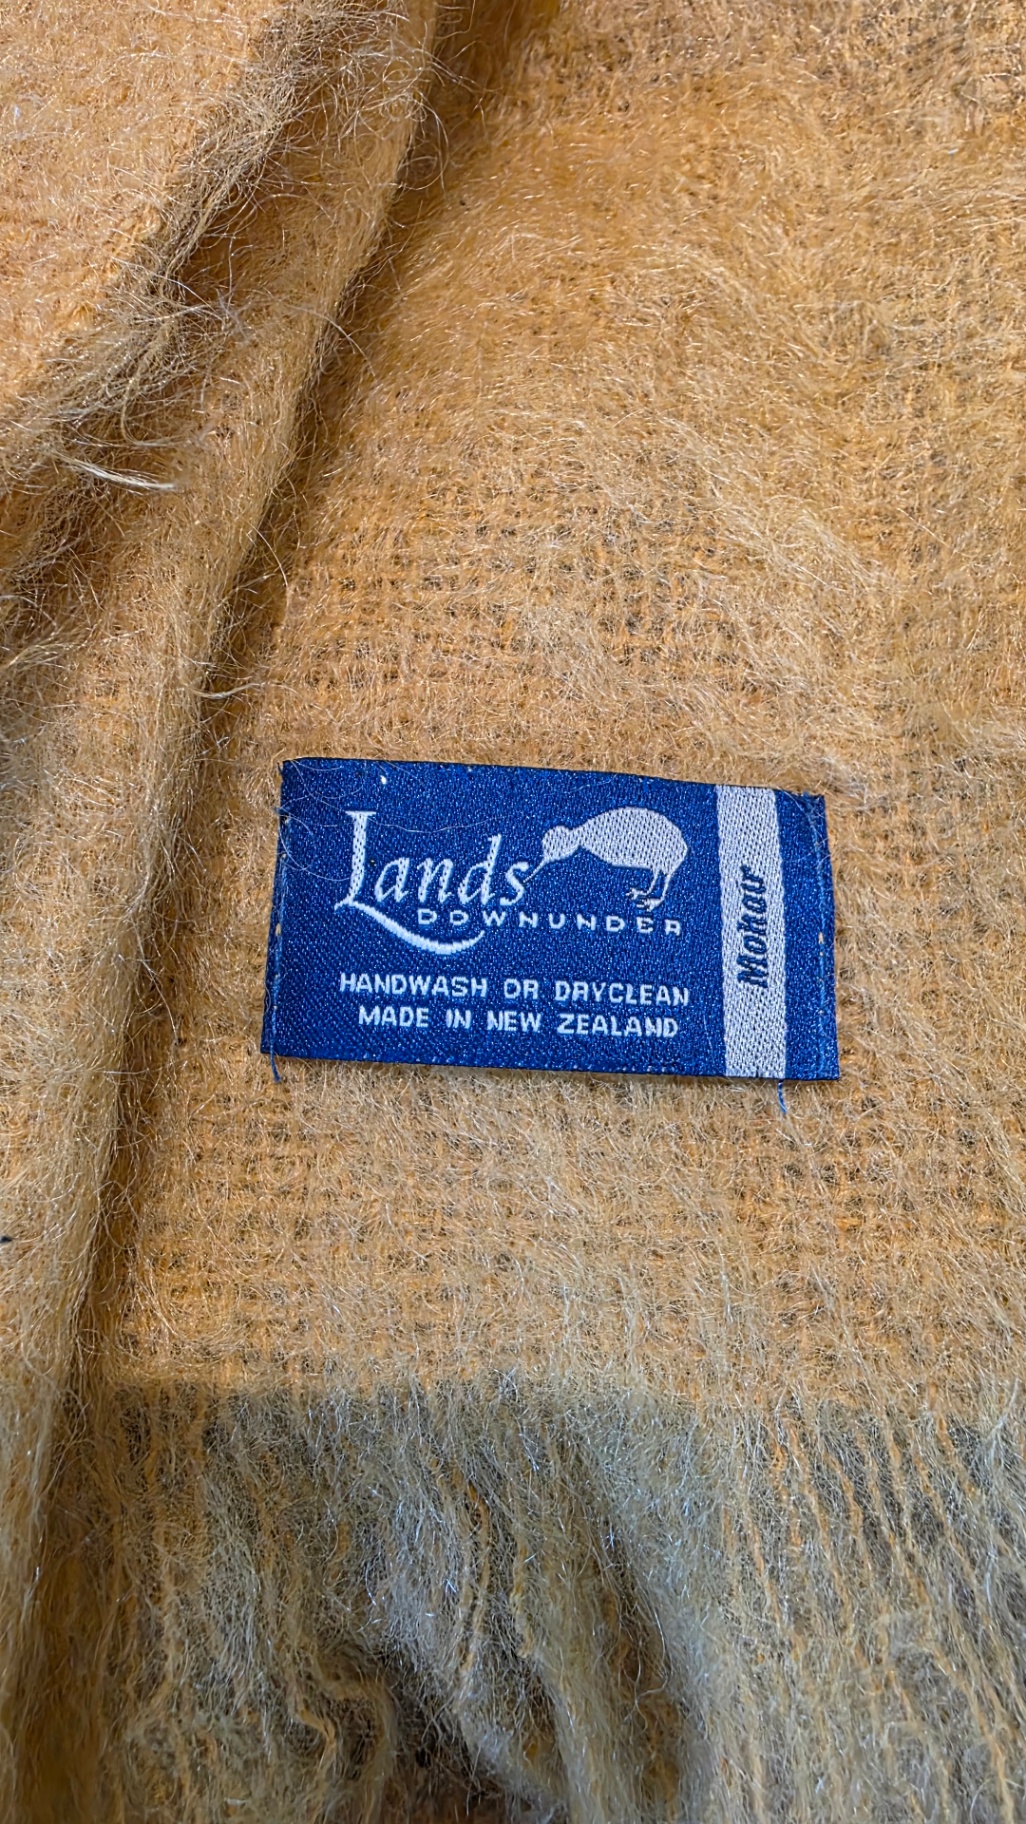 Lands
DOWNUNDER
HANDWASH OR DRYCLEAN
MADE IN NEW ZEALAND
Mohair